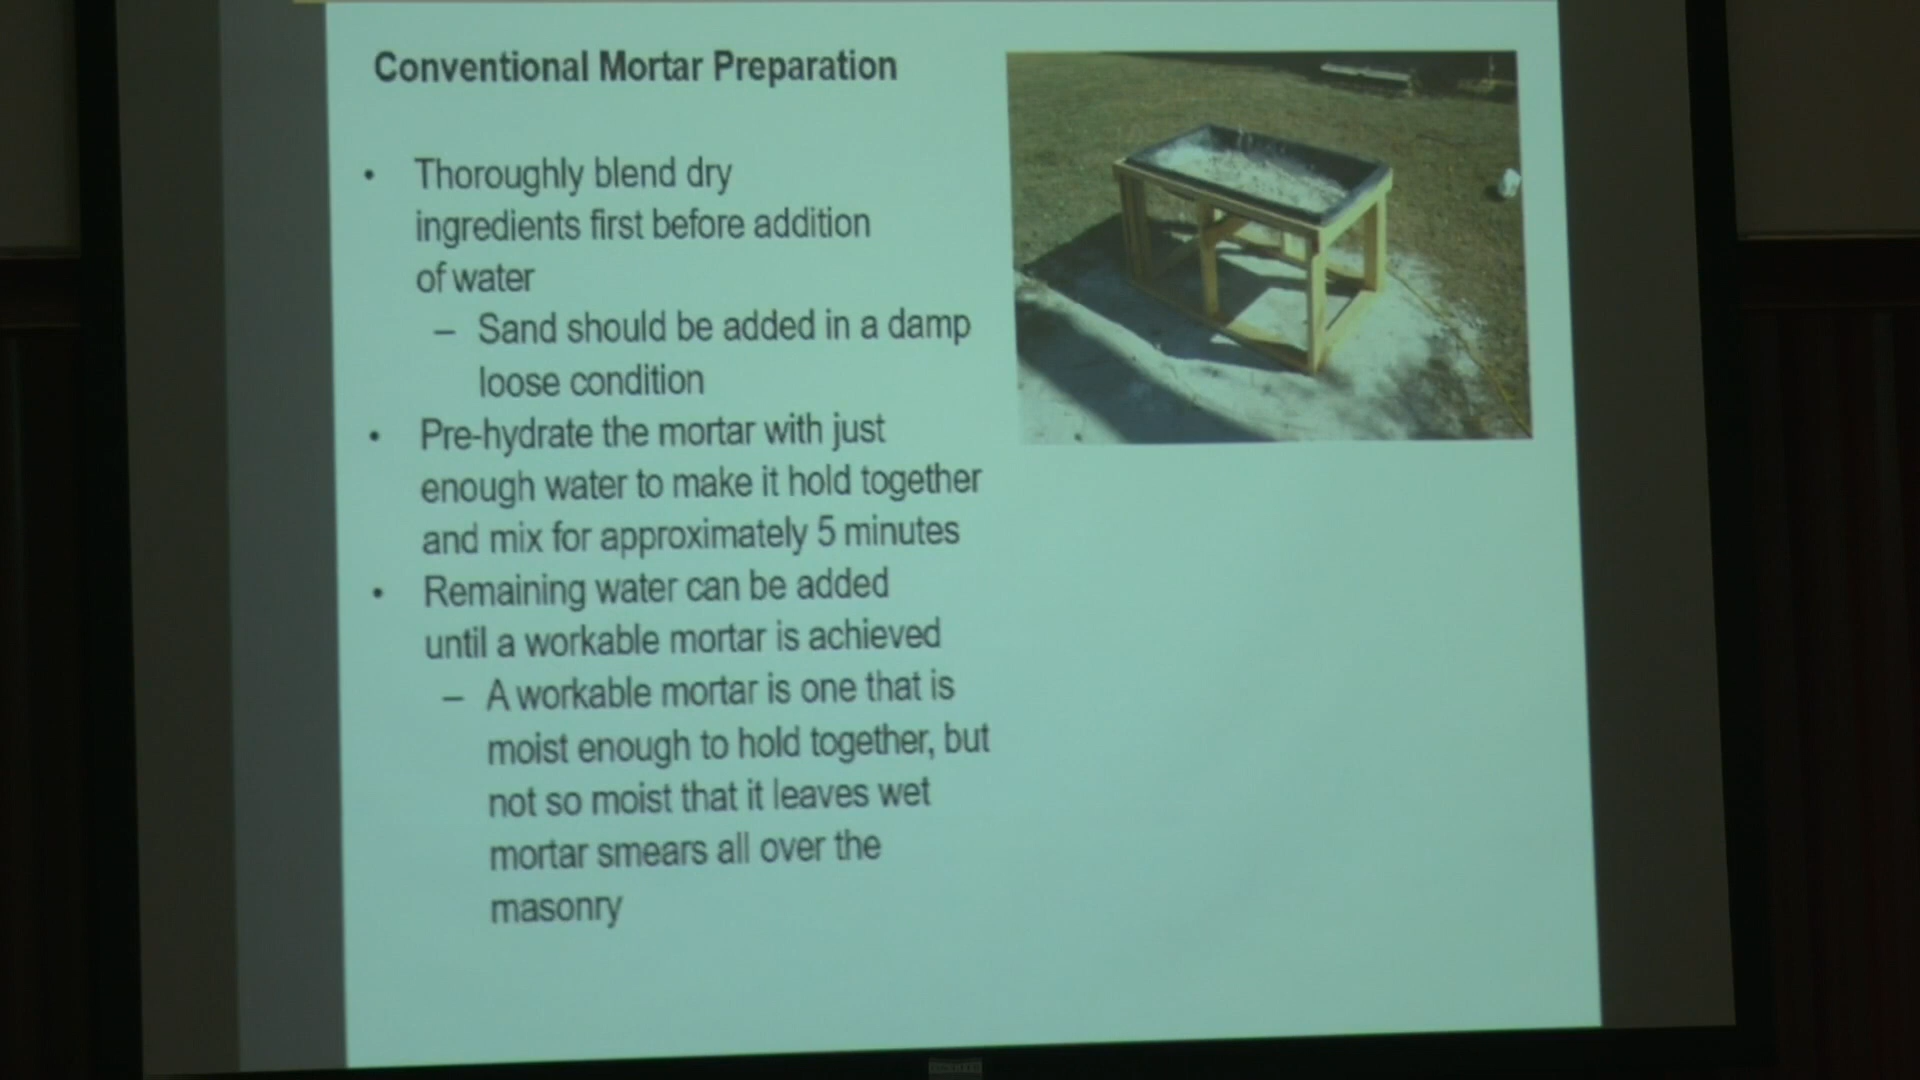 Conventional Mortar Preparation
• Thoroughly blend dry
ingredients first before addition
of water
– Sand should be added in a damp
loose condition
• Pre-hydrate the mortar with just
enough water to make it hold together
and mix for approximately 5 minutes
• Remaining water can be added
until a workable mortar is achieved
– A workable mortar is one that is
moist enough to hold together, but
not so moist that it leaves wet
mortar smears all over the
masonry